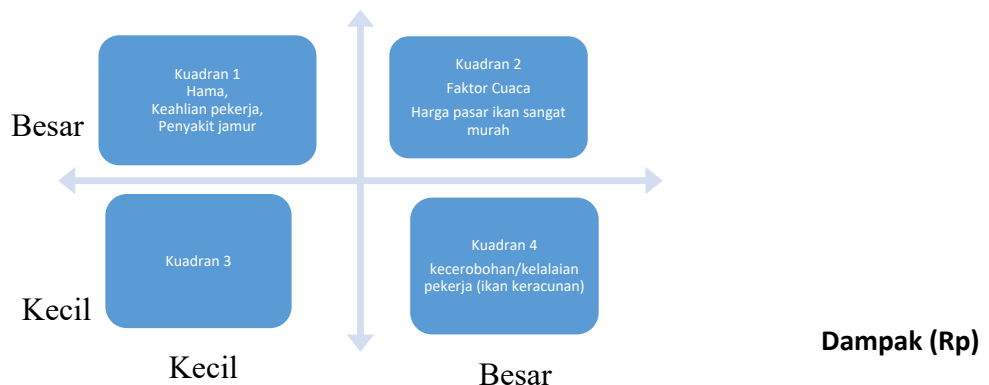 Kuadran 1
Hama,
Keahlian pekerja,
Penyakit jamur
Kuadran 2
Faktor Cuaca
Harga pasar ikan sangat
murah
Besar
Kuadran 3
Kuadran 4
kecerobohan/kelalaian
pekerja (ikan keracunan)
Kecil
Dampak (Rp)
Kecil
Besar